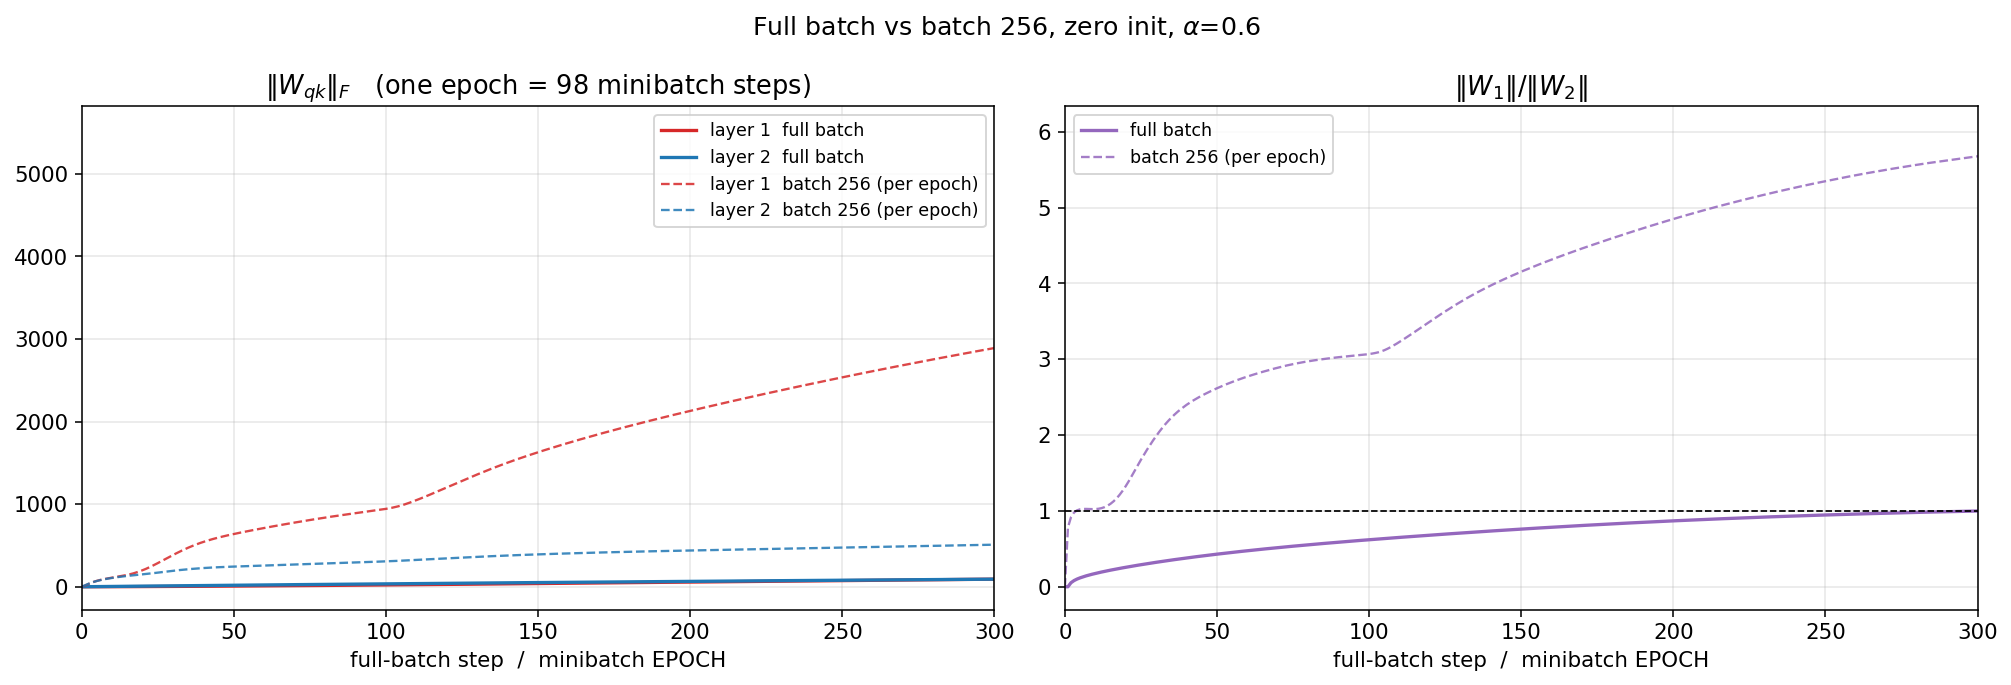 Full batch vs batch 256, zero init, α=0.6
‖W_qk‖_F (one epoch = 98 minibatch steps)
layer 1 full batch
layer 2 full batch
layer 1 batch 256 (per epoch)
layer 2 batch 256 (per epoch)
5000
4000
3000
2000
1000
0
0 50 100 150 200 250 300
full-batch step / minibatch EPOCH
‖W₁‖/‖W₂‖
full batch
batch 256 (per epoch)
6
5
4
3
2
1
0
0 50 100 150 200 250 300
full-batch step / minibatch EPOCH